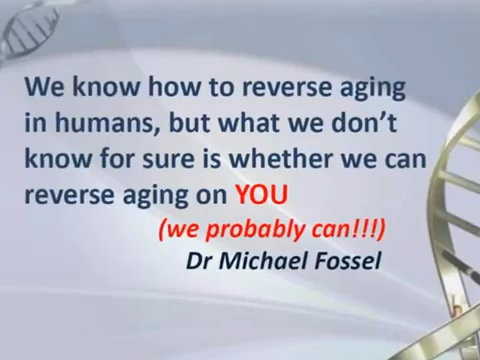 We know how to reverse aging
in humans, but what we don't
know for sure is whether we can
reverse aging on YOU
(we probably can!!!)
Dr Michael Fossel